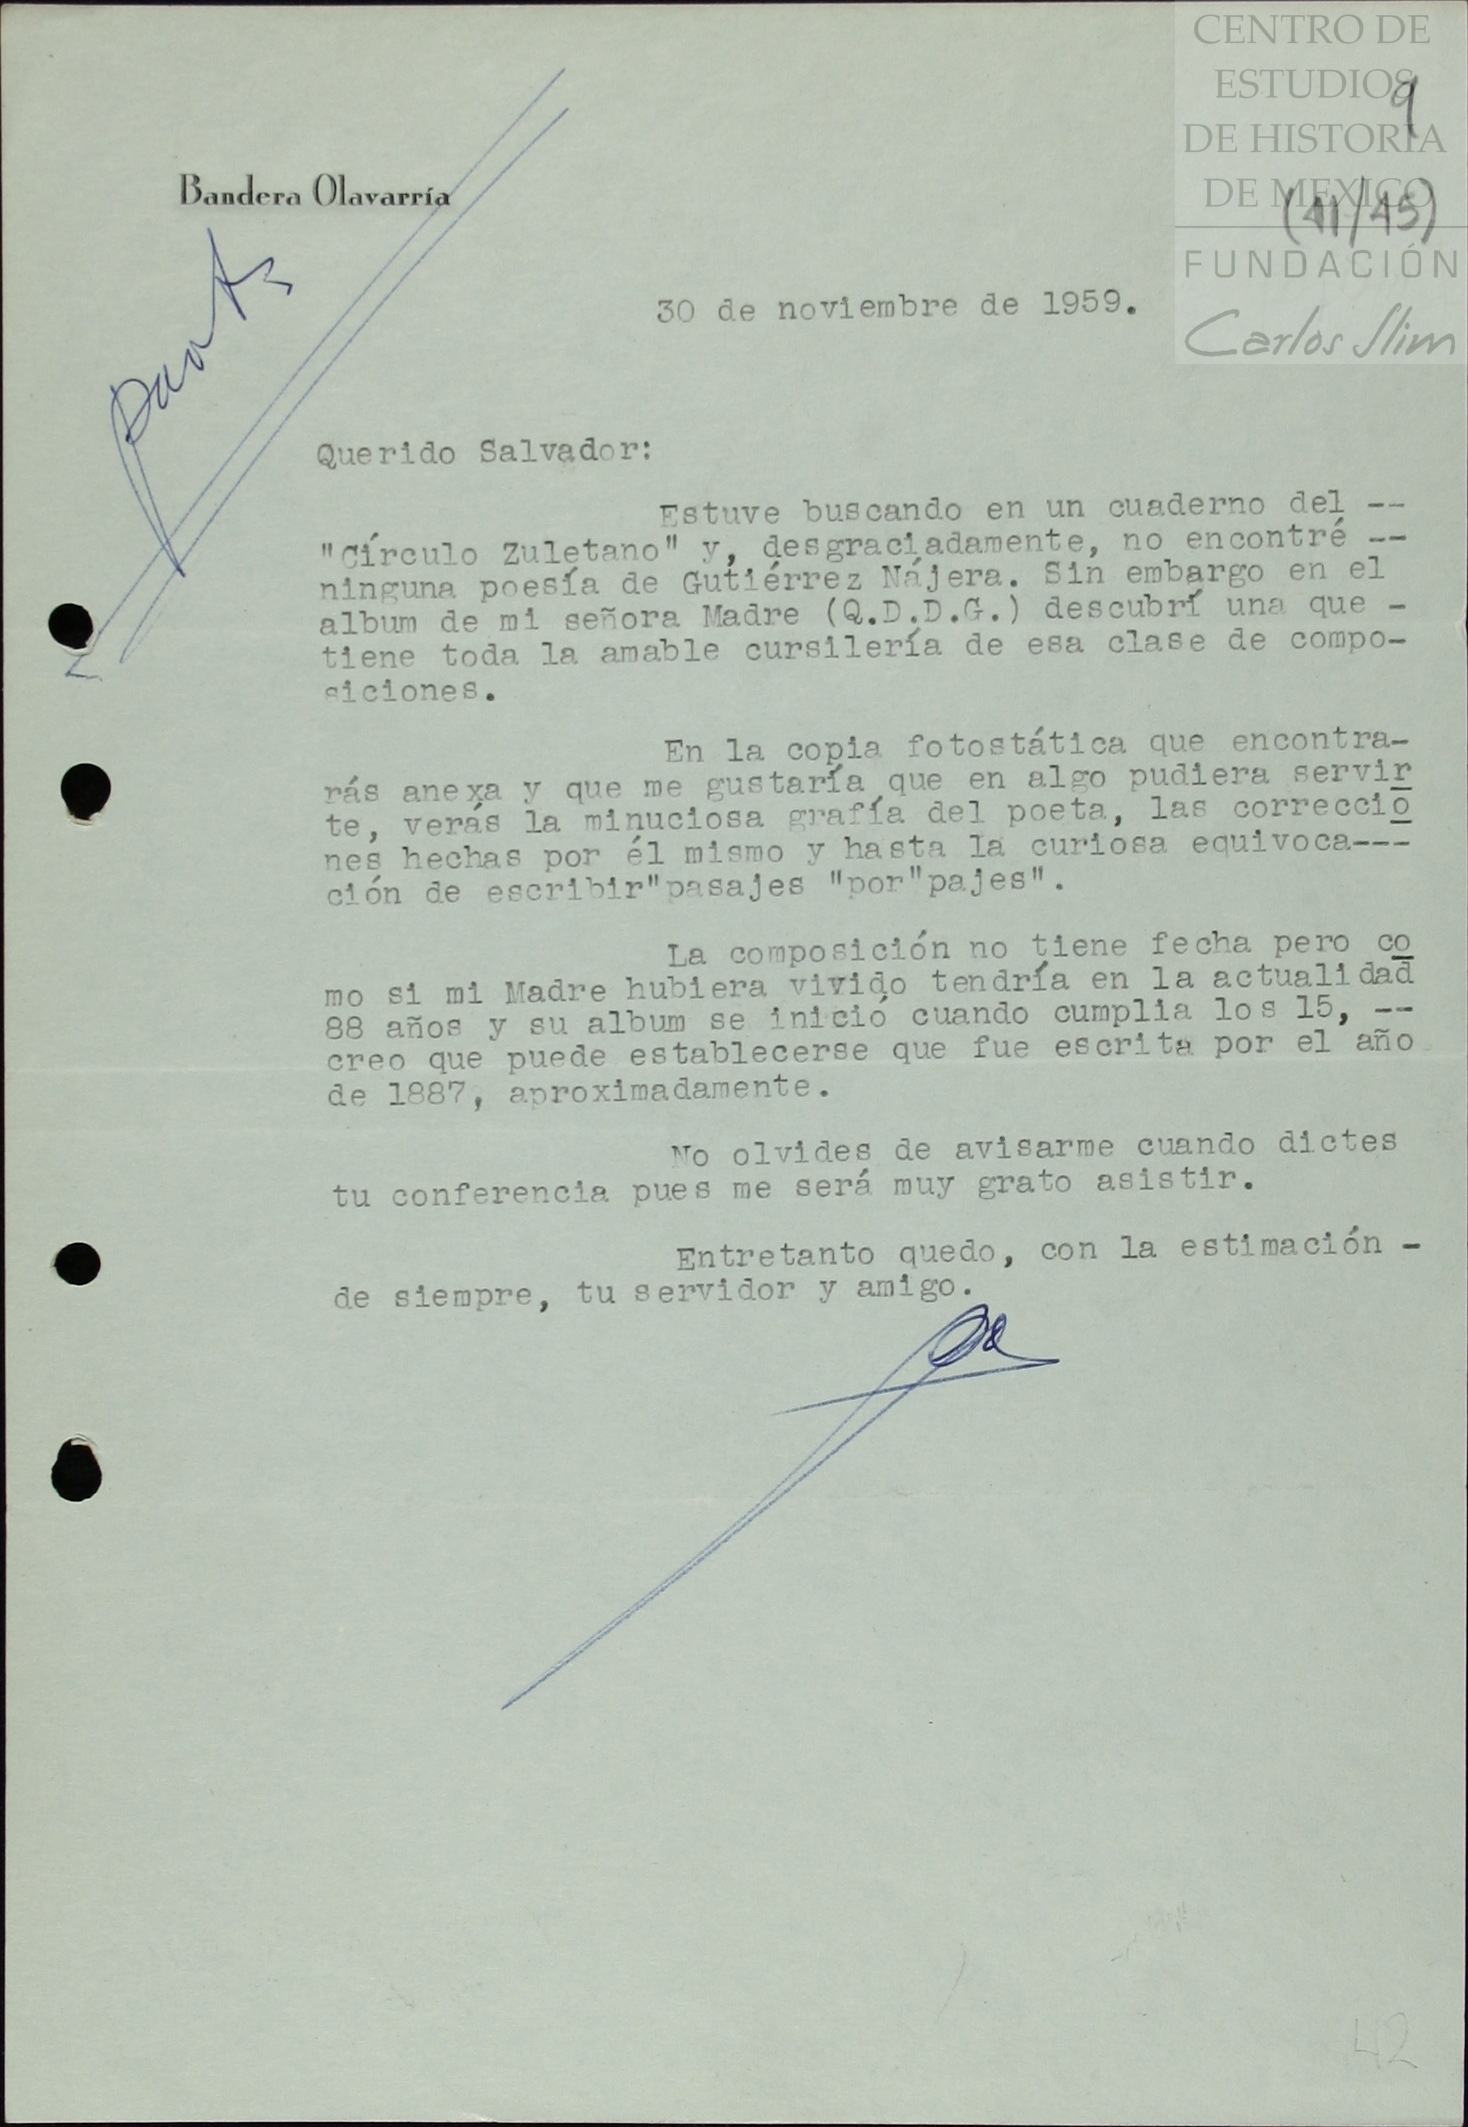 CENTRO DE
ESTUDIOS
DE HISTORIA
DE MEXICO
FUNDACIÓN
Carlos Slim
9
(41/45)
Bandera Olavarría
30 de noviembre de 1959.
Querido Salvador:
Estuve buscando en un cuaderno del --
"Círculo Zuletano" y, desgraciadamente, no encontré --
ninguna poesía de Gutiérrez Nájera. Sin embargo en el
album de mi señora Madre (Q.D.D.G.) descubrí una que -
tiene toda la amable cursilería de esa clase de compo-
siciones.
En la copia fotostática que encontra-
rás anexa y que me gustaría que en algo pudiera servir
te, verás la minuciosa grafía del poeta, las correccio
nes hechas por él mismo y hasta la curiosa equivoca---
ción de escribir"pasajes "por"pajes".
La composición no tiene fecha pero co
mo si mi Madre hubiera vivido tendría en la actualidad
88 años y su album se inició cuando cumplia los 15, --
creo que puede establecerse que fue escrita por el año
de 1887, aproximadamente.
No olvides de avisarme cuando dictes
tu conferencia pues me será muy grato asistir.
Entretanto quedo, con la estimación -
de siempre, tu servidor y amigo.
42